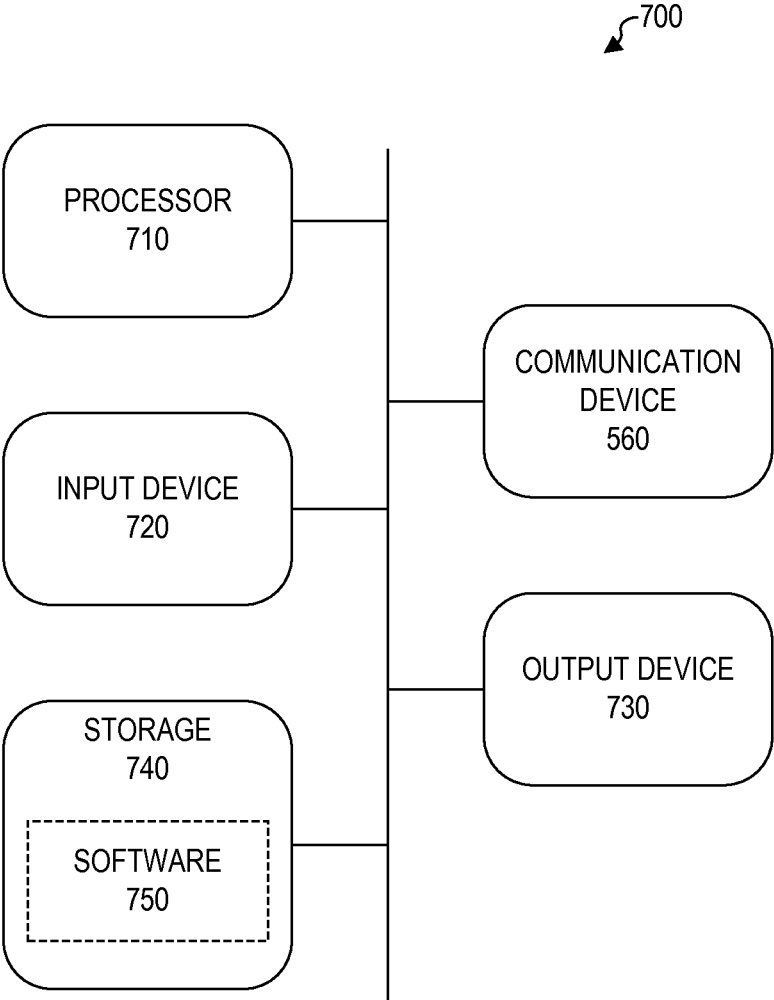 700
PROCESSOR
710
COMMUNICATION
DEVICE
560
INPUT DEVICE
720
OUTPUT DEVICE
730
STORAGE
740
SOFTWARE
750